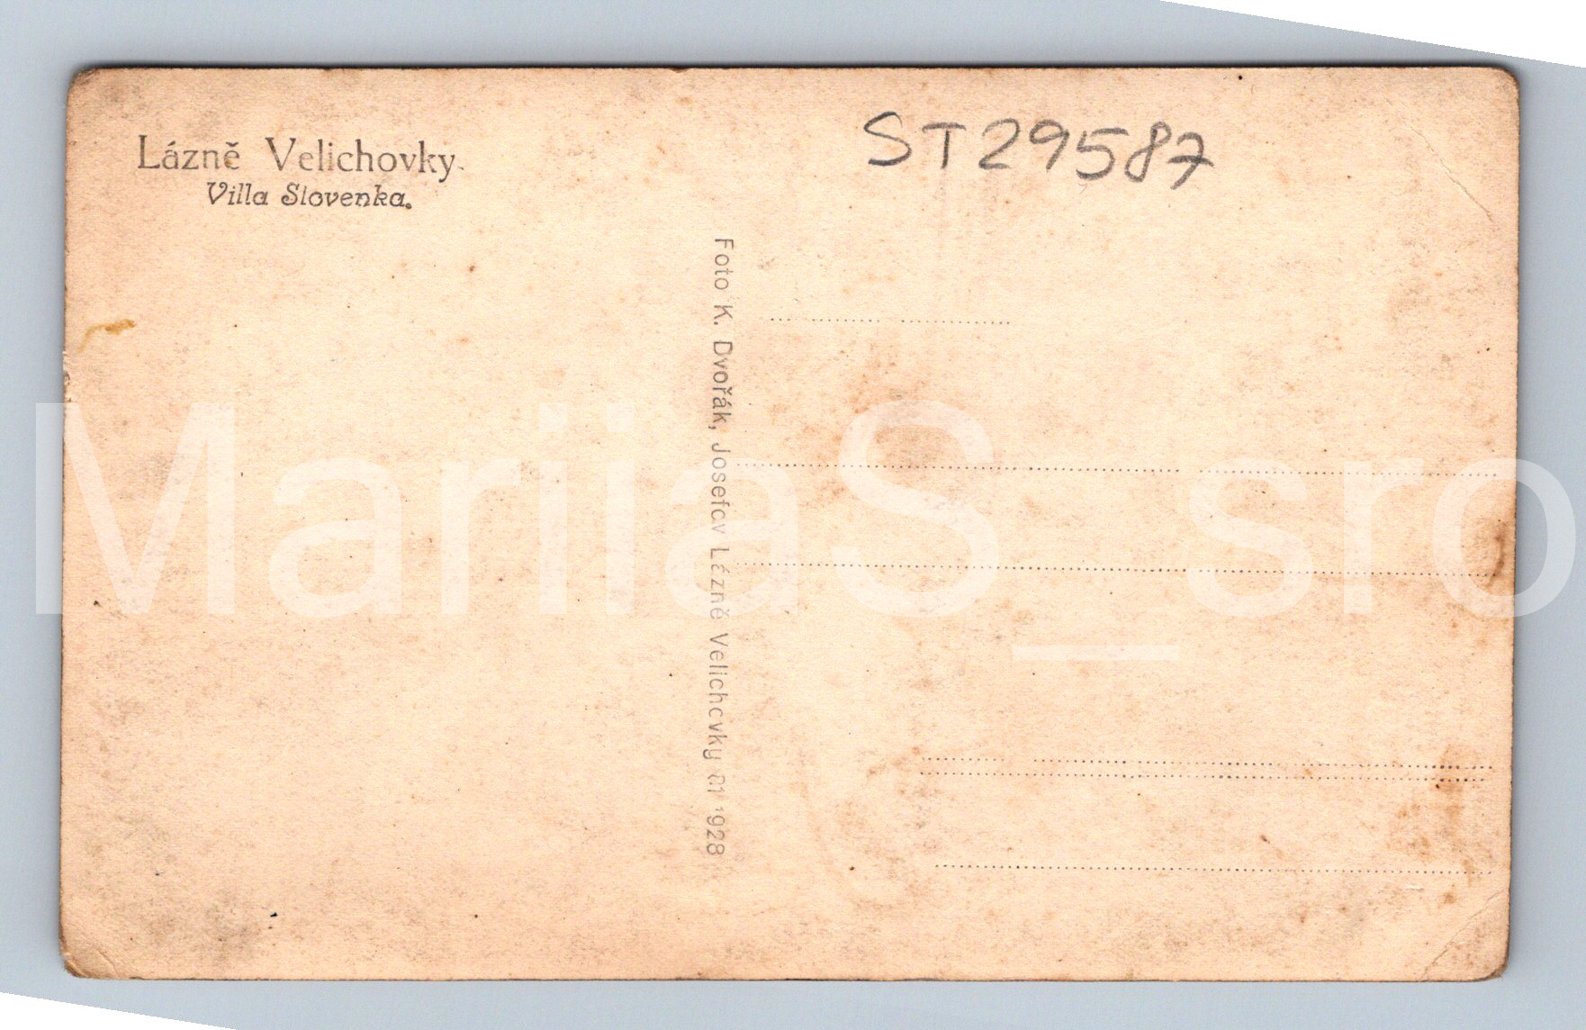 Lázně Velichovky.
Villa Slovenka.
ST29587
Foto K. Dvořák, Josefov Lázně Velichovky 1928
MariiaS_sro